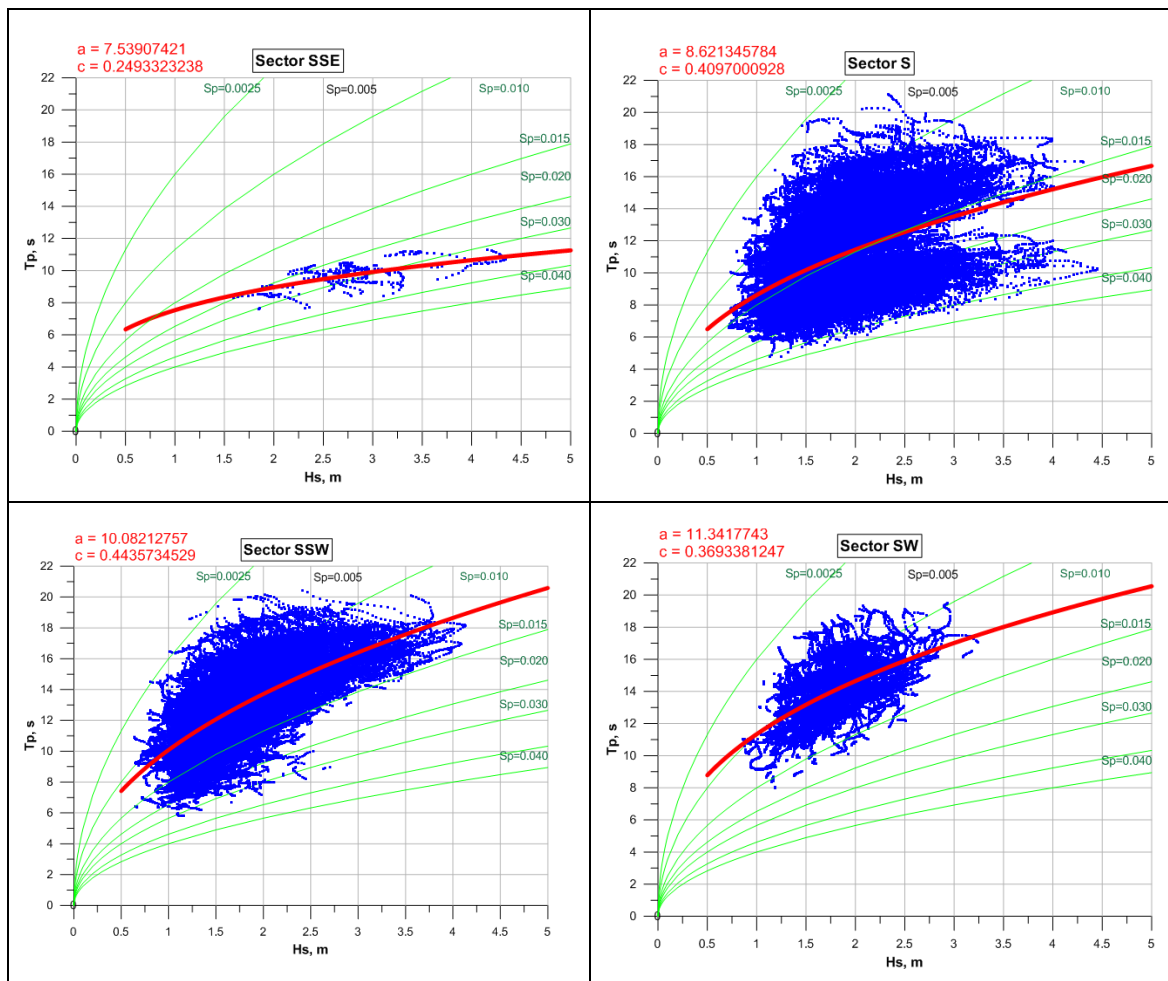 a = 7.53907421
c = 0.2493323238
Sector SSE
22
20
18
16
14
12
10
8
6
4
2
0
Tp, s
Sp=0.0025
Sp=0.005
Sp=0.010
Sp=0.015
Sp=0.020
Sp=0.030
Sp=0.040
0
0 0.5 1 1.5 2 2.5 3 3.5 4 4.5 5
Hs, m
a = 8.621345784
c = 0.4097000928
Sector S
22
20
18
16
14
12
10
8
6
4
2
0
Tp, s
Sp=0.0025
Sp=0.005
Sp=0.010
Sp=0.015
Sp=0.020
Sp=0.030
Sp=0.040
0
0 0.5 1 1.5 2 2.5 3 3.5 4 4.5 5
Hs, m
a = 10.08212757
c = 0.4435734529
Sector SSW
22
20
18
16
14
12
10
8
6
4
2
0
Tp, s
Sp=0.0025
Sp=0.005
Sp=0.010
Sp=0.015
Sp=0.020
Sp=0.030
Sp=0.040
0
0 0.5 1 1.5 2 2.5 3 3.5 4 4.5 5
Hs, m
a = 11.3417743
c = 0.3693381247
Sector SW
22
20
18
16
14
12
10
8
6
4
2
0
Tp, s
Sp=0.0025
Sp=0.005
Sp=0.010
Sp=0.015
Sp=0.020
Sp=0.030
Sp=0.040
0
0 0.5 1 1.5 2 2.5 3 3.5 4 4.5 5
Hs, m